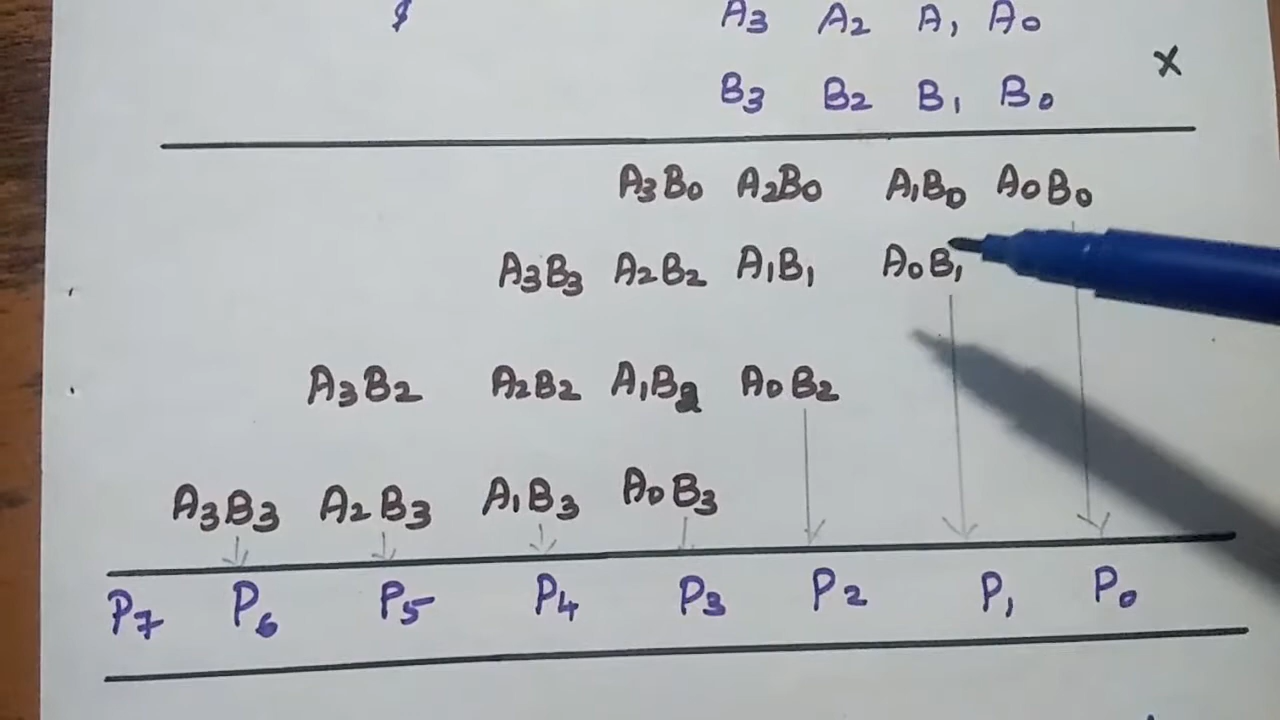 A3 A2 A1 A0
B3 B2 B1 B0 X
A3B0 A2B0 A1B0 A0B0
A3B3 A2B2 A1B1 A0B1
A3B2 A2B2 A1B2 A0B2
A3B3 A2B3 A1B3 A0B3
P7 P6 P5 P4 P3 P2 P1 P0